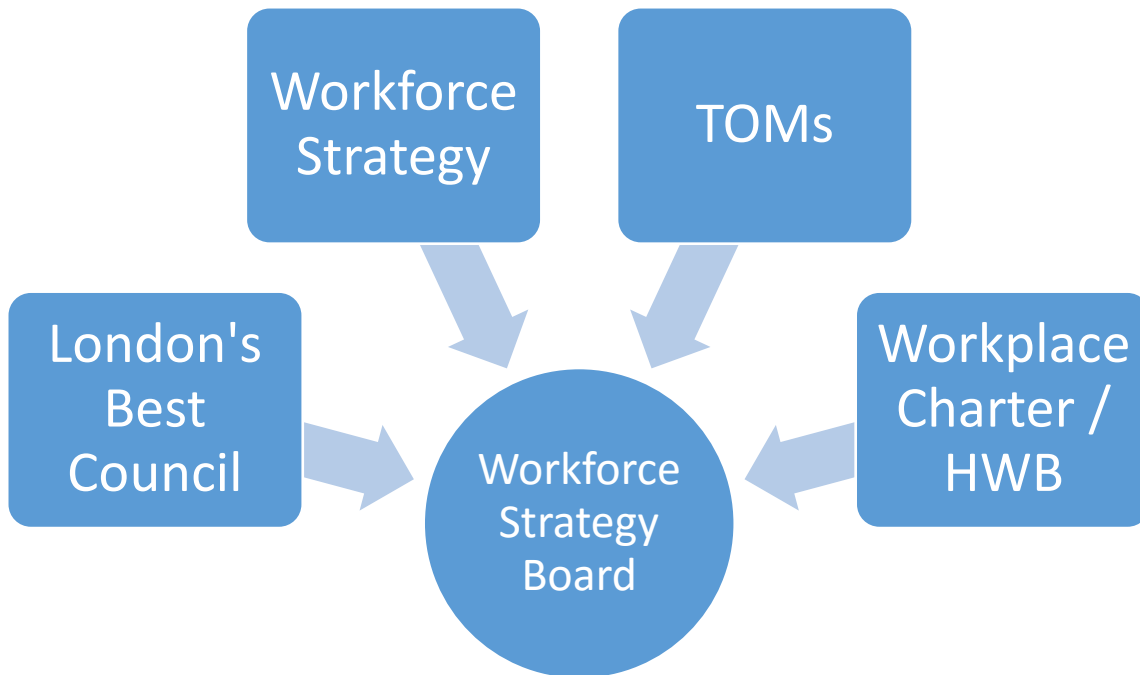 Workforce
Strategy
TOMs
London's
Best
Council
Workplace
Charter /
HWB
Workforce
Strategy
Board